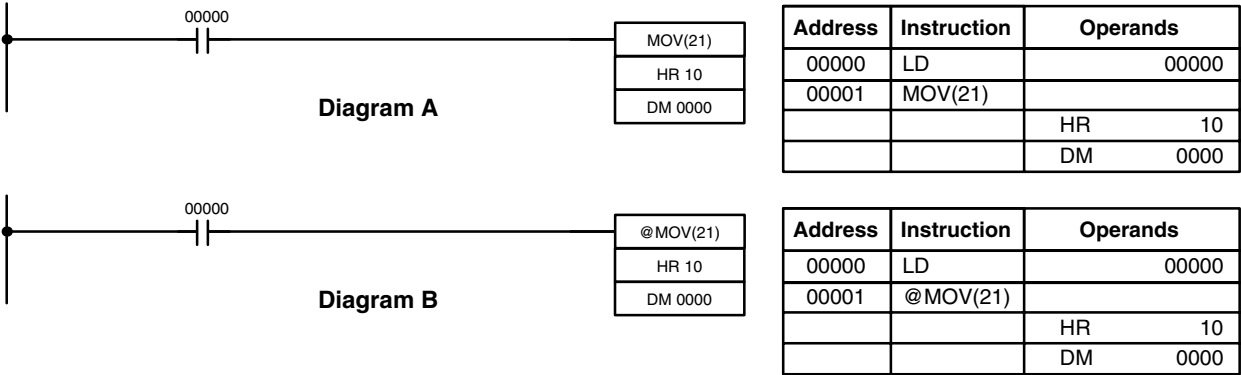 00000
MOV(21)
HR 10
DM 0000
Diagram A
Address Instruction Operands
00000 LD 00000
00001 MOV(21)
HR 10
DM 0000
00000
@MOV(21)
HR 10
DM 0000
Diagram B
Address Instruction Operands
00000 LD 00000
00001 @MOV(21)
HR 10
DM 0000